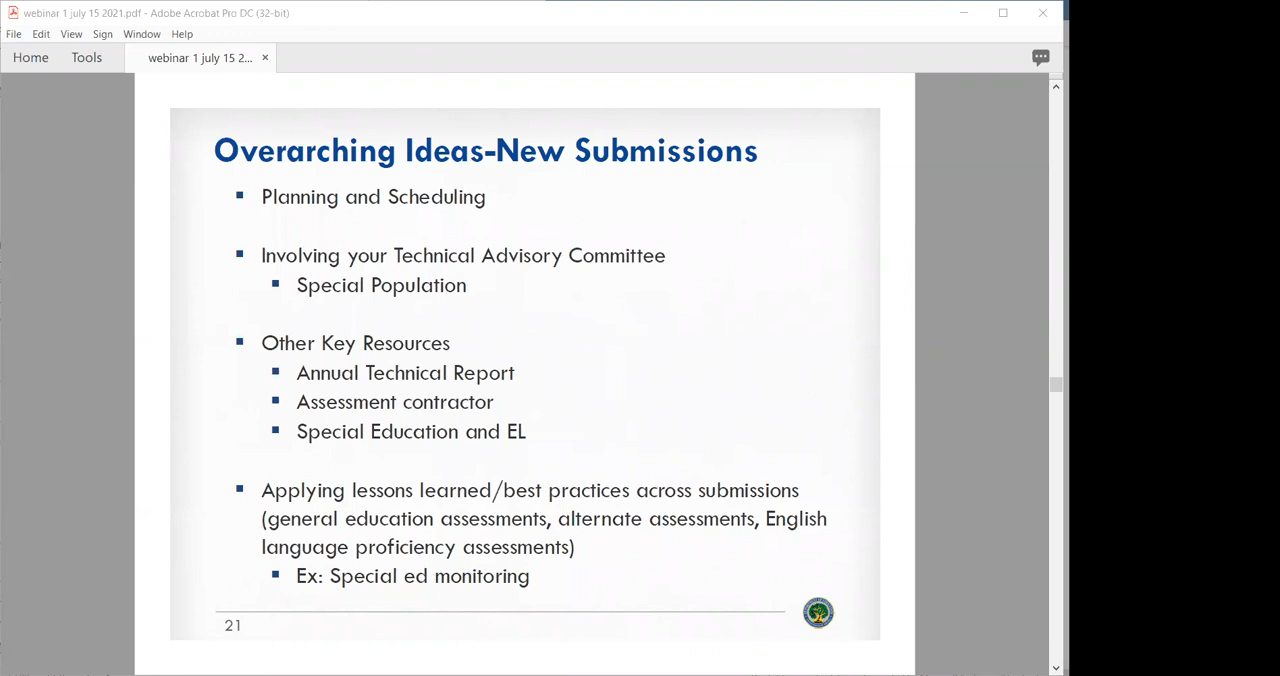 webinar 1 july 15 2021.pdf - Adobe Acrobat Pro DC (32-bit)
File Edit View Sign Window Help
Home Tools webinar 1 july 15 2... ×
Overarching Ideas-New Submissions
▪ Planning and Scheduling
▪ Involving your Technical Advisory Committee
▪ Special Population
▪ Other Key Resources
▪ Annual Technical Report
▪ Assessment contractor
▪ Special Education and EL
▪ Applying lessons learned/best practices across submissions
(general education assessments, alternate assessments, English
language proficiency assessments)
▪ Ex: Special ed monitoring
21